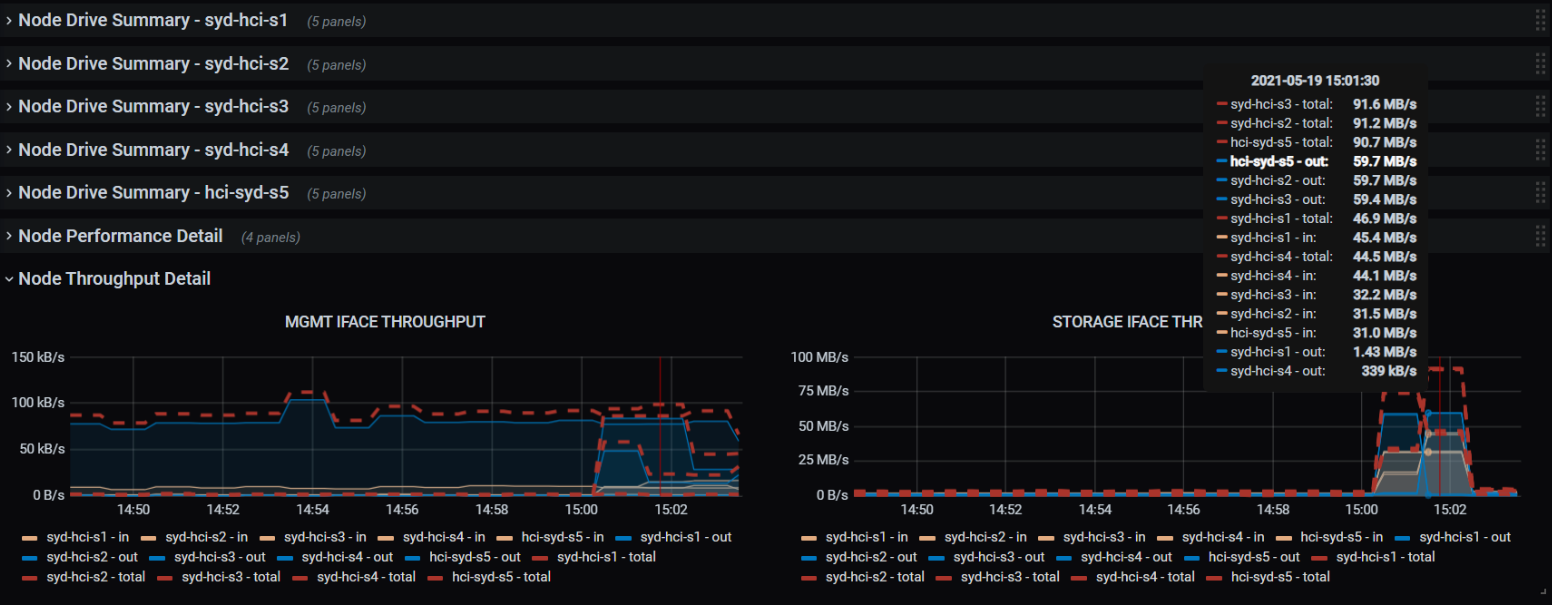 Node Drive Summary - syd-hci-s1 (5 panels)
Node Drive Summary - syd-hci-s2 (5 panels)
Node Drive Summary - syd-hci-s3 (5 panels)
Node Drive Summary - syd-hci-s4 (5 panels)
Node Drive Summary - hci-syd-s5 (5 panels)
Node Performance Detail (4 panels)
Node Throughput Detail
MGMT IFACE THROUGHPUT
150 kB/s
100 kB/s
50 kB/s
0 B/s
14:50 14:52 14:54 14:56 14:58 15:00 15:02
syd-hci-s1 - in syd-hci-s2 - in syd-hci-s3 - in syd-hci-s4 - in hci-syd-s5 - in syd-hci-s1 - out
syd-hci-s2 - out syd-hci-s3 - out syd-hci-s4 - out hci-syd-s5 - out syd-hci-s1 - total
syd-hci-s2 - total syd-hci-s3 - total syd-hci-s4 - total hci-syd-s5 - total
STORAGE IFACE THR
100 MB/s
75 MB/s
50 MB/s
25 MB/s
0 B/s
14:50 14:52 14:54 14:56 14:58 15:00 15:02
syd-hci-s1 - in syd-hci-s2 - in syd-hci-s3 - in syd-hci-s4 - in hci-syd-s5 - in syd-hci-s1 - out
syd-hci-s2 - out syd-hci-s3 - out syd-hci-s4 - out hci-syd-s5 - out syd-hci-s1 - total
syd-hci-s2 - total syd-hci-s3 - total syd-hci-s4 - total hci-syd-s5 - total
2021-05-19 15:01:30
syd-hci-s3 - total: 91.6 MB/s
syd-hci-s2 - total: 91.2 MB/s
hci-syd-s5 - total: 90.7 MB/s
hci-syd-s5 - out: 59.7 MB/s
syd-hci-s2 - out: 59.7 MB/s
syd-hci-s3 - out: 59.4 MB/s
syd-hci-s1 - total: 46.9 MB/s
syd-hci-s1 - in: 45.4 MB/s
syd-hci-s4 - total: 44.5 MB/s
syd-hci-s4 - in: 44.1 MB/s
syd-hci-s3 - in: 32.2 MB/s
syd-hci-s2 - in: 31.5 MB/s
hci-syd-s5 - in: 31.0 MB/s
syd-hci-s1 - out: 1.43 MB/s
syd-hci-s4 - out: 339 kB/s